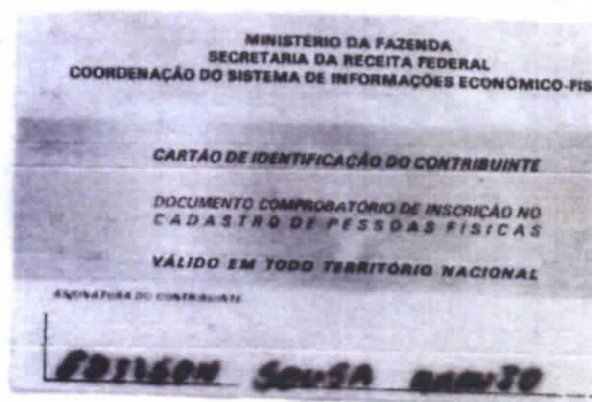 MINISTÉRIO DA FAZENDA
SECRETARIA DA RECEITA FEDERAL
COORDENAÇÃO DO SISTEMA DE INFORMAÇÕES ECONÔMICO-FIS
CARTÃO DE IDENTIFICAÇÃO DO CONTRIBUINTE
DOCUMENTO COMPROBATÓRIO DE INSCRIÇÃO NO
CADASTRO DE PESSOAS FÍSICAS
VÁLIDO EM TODO TERRITÓRIO NACIONAL
ASSINATURA DO CONTRIBUINTE
SOUSA